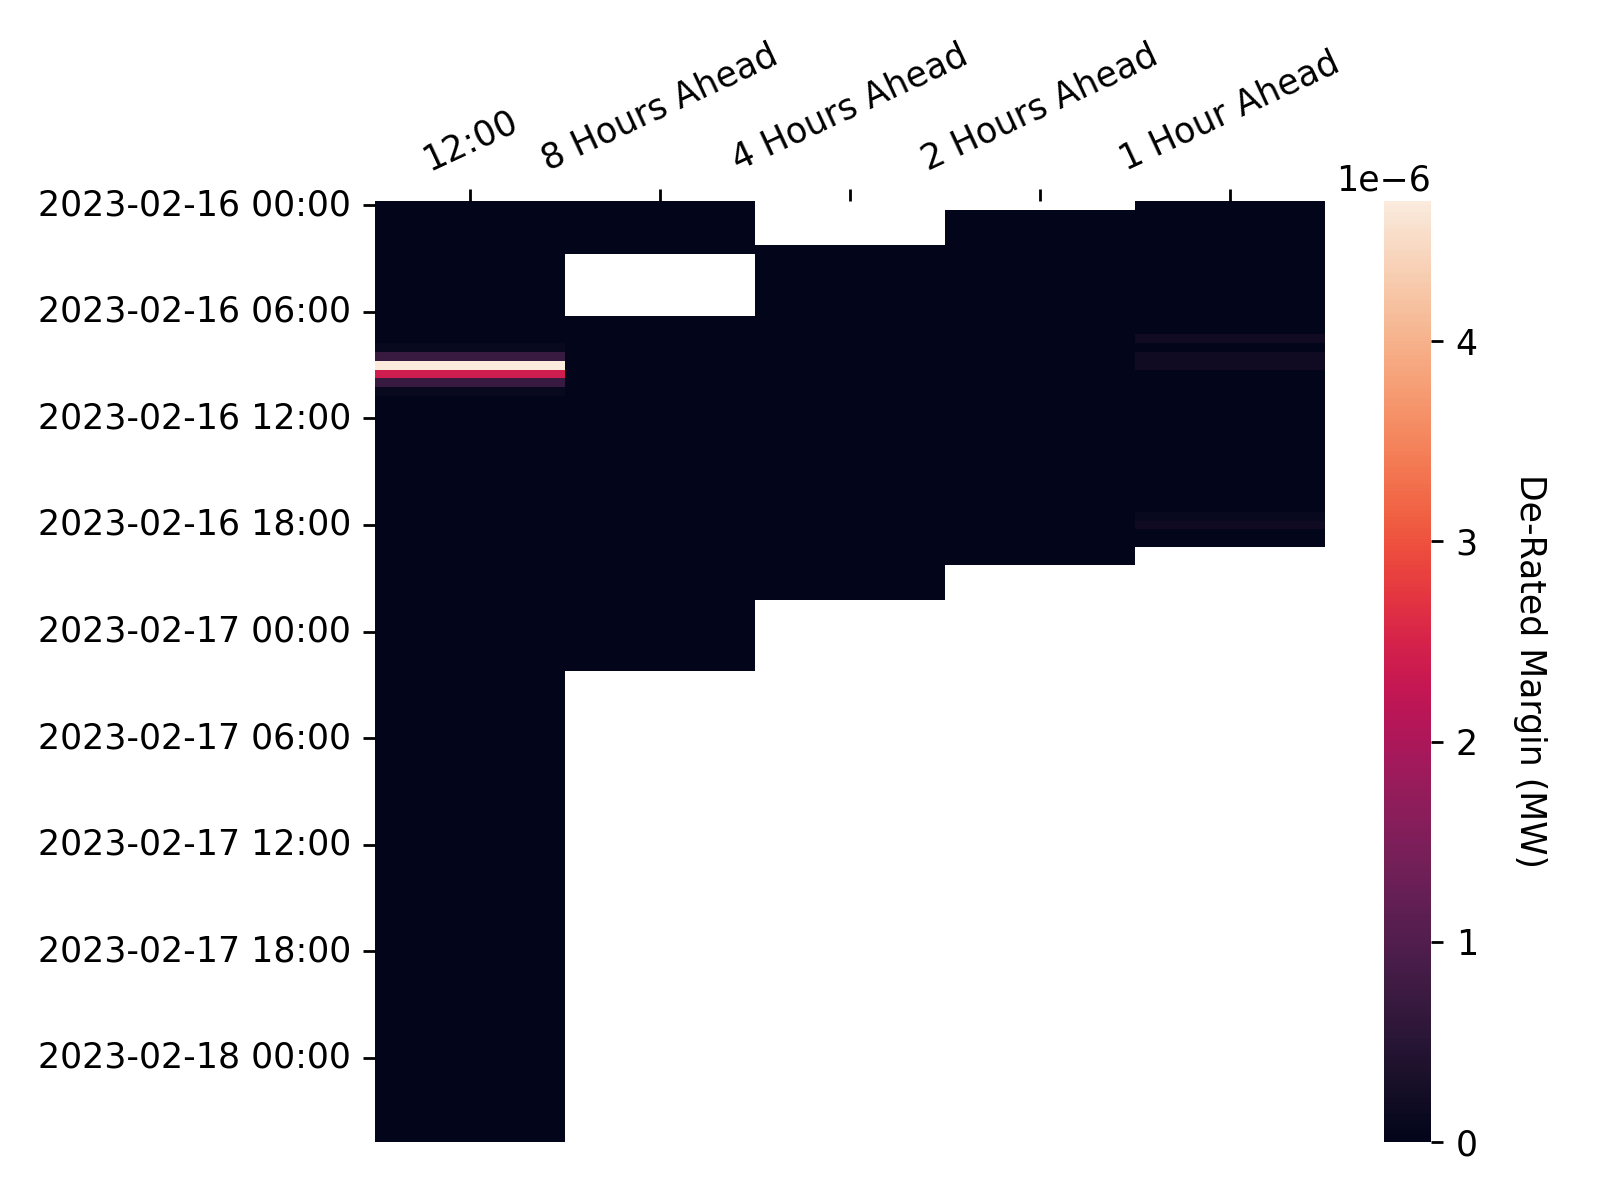 12:00
8 Hours Ahead
4 Hours Ahead
2 Hours Ahead
1 Hour Ahead
1e−6
2023-02-16 00:00
2023-02-16 06:00
2023-02-16 12:00
2023-02-16 18:00
2023-02-17 00:00
2023-02-17 06:00
2023-02-17 12:00
2023-02-17 18:00
2023-02-18 00:00
4
3
2
1
0
De-Rated Margin (MW)